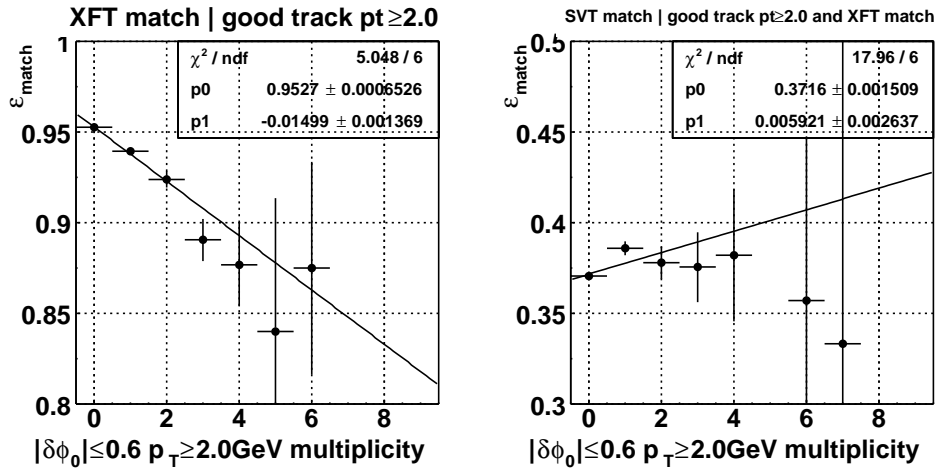 XFT match | good track pt≥2.0
εmatch
1
0.95
0.9
0.85
0.8
χ² / ndf 5.048 / 6
p0 0.9527 ± 0.0006526
p1 -0.01499 ± 0.001369
0 2 4 6 8
|δϕ₀|≤0.6 p_T≥2.0GeV multiplicity
SVT match | good track pt≥2.0 and XFT match
εmatch
0.5
0.45
0.4
0.35
0.3
χ² / ndf 17.96 / 6
p0 0.3716 ± 0.001509
p1 0.005921 ± 0.002637
0 2 4 6 8
|δϕ₀|≤0.6 p_T≥2.0GeV multiplicity